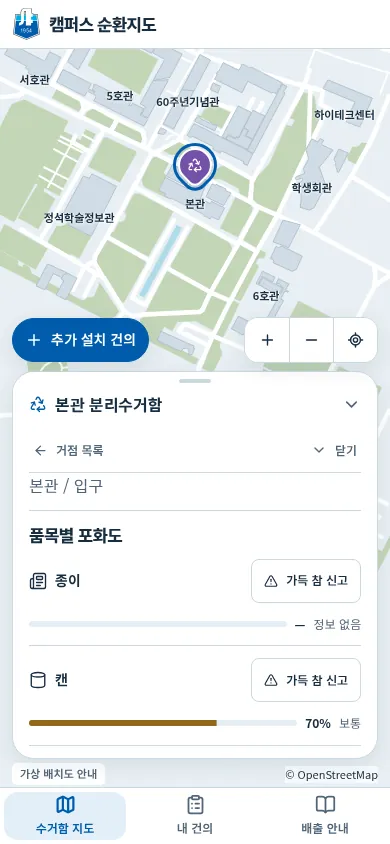 1954
캠퍼스 순환지도
서호관
5호관
60주년기념관
하이테크센터
본관
학생회관
정석학술정보관
6호관
추가 설치 건의
본관 분리수거함
거점 목록
닫기
본관 / 입구
품목별 포화도
종이
가득 참 신고
— 정보 없음
캔
가득 참 신고
70% 보통
가상 배치도 안내
© OpenStreetMap
수거함 지도
내 건의
배출 안내